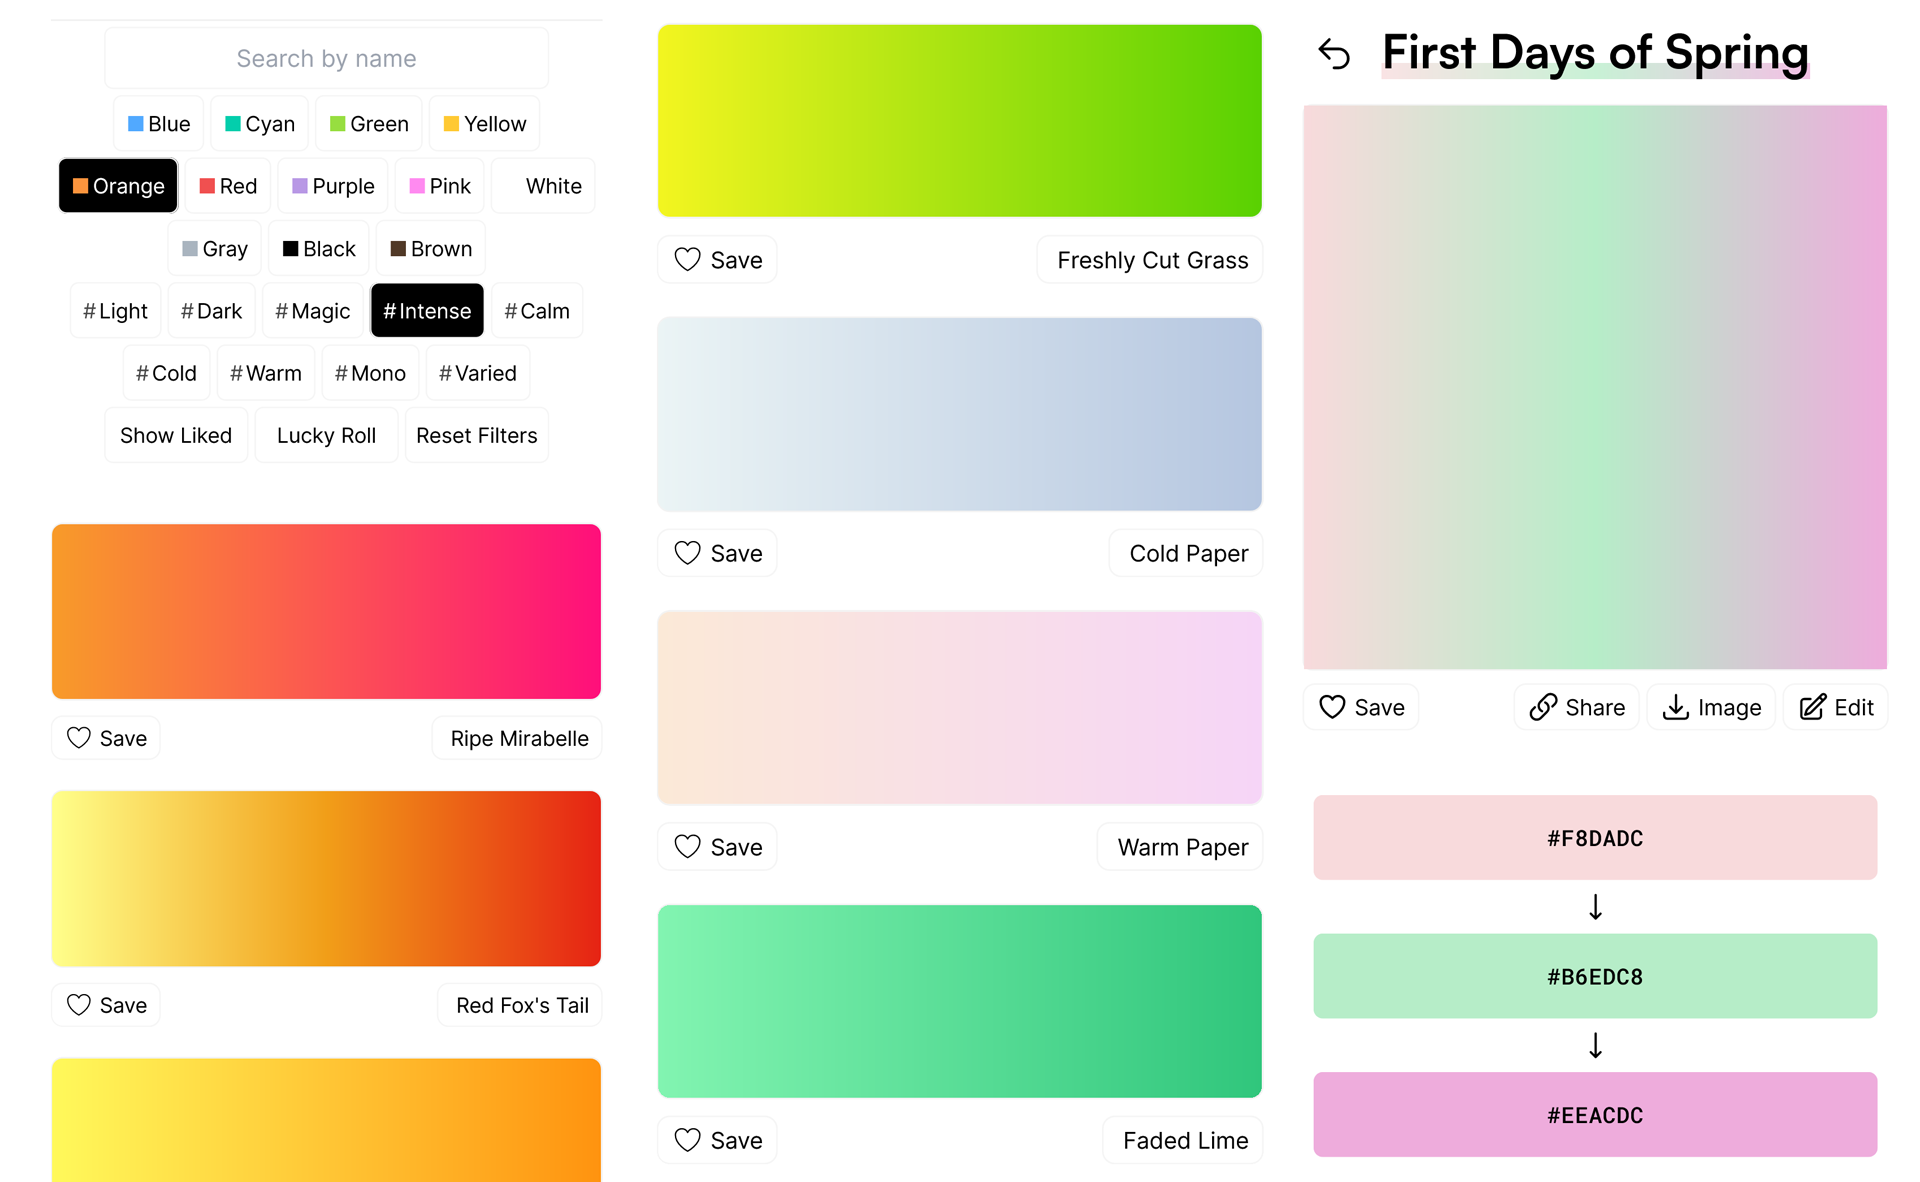 Search by name
Blue Cyan Green Yellow
Orange Red Purple Pink White
Gray Black Brown
#Light #Dark #Magic #Intense #Calm
#Cold #Warm #Mono #Varied
Show Liked Lucky Roll Reset Filters
Save Ripe Mirabelle
Save Red Fox's Tail
Save Freshly Cut Grass
Save Cold Paper
Save Warm Paper
Save Faded Lime
First Days of Spring
Save Share Image Edit
#F8DADC
#B6EDC8
#EEACDC